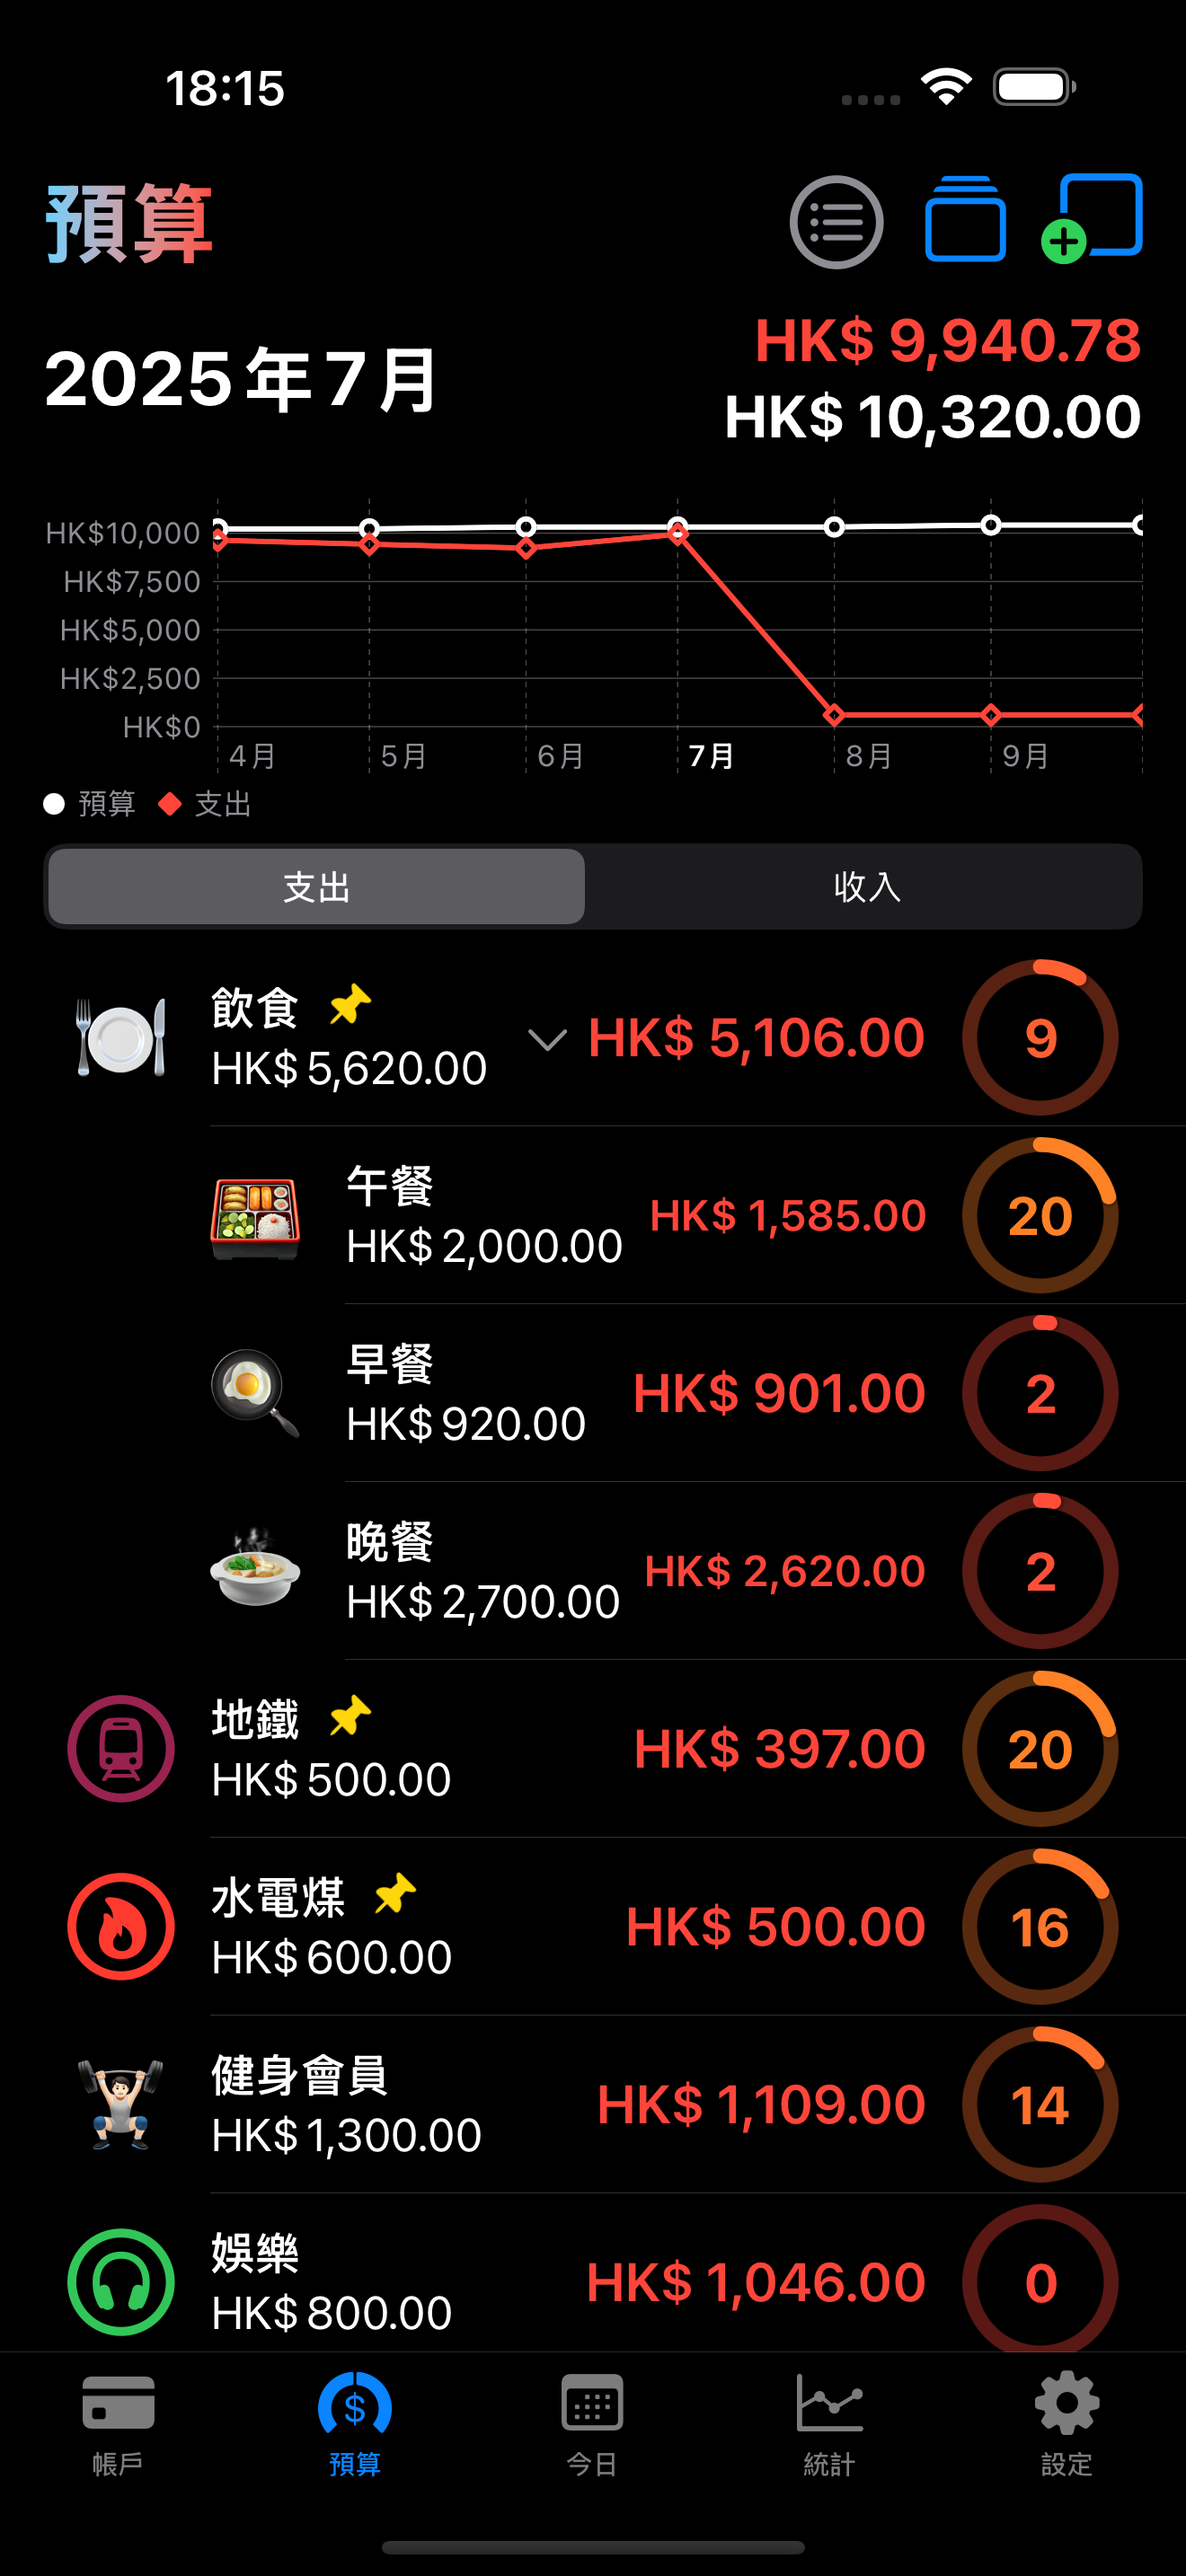 18:15
預算
2025年7月
HK$ 9,940.78
HK$ 10,320.00
HK$10,000
HK$7,500
HK$5,000
HK$2,500
HK$0
4月 5月 6月 7月 8月 9月
預算 支出
支出 收入
飲食
HK$ 5,620.00
HK$ 5,106.00
9
午餐
HK$ 2,000.00
HK$ 1,585.00
20
早餐
HK$ 920.00
HK$ 901.00
2
晚餐
HK$ 2,700.00
HK$ 2,620.00
2
地鐵
HK$ 500.00
HK$ 397.00
20
水電煤
HK$ 600.00
HK$ 500.00
16
健身會員
HK$ 1,300.00
HK$ 1,109.00
14
娛樂
HK$ 800.00
HK$ 1,046.00
0
帳戶 預算 今日 統計 設定